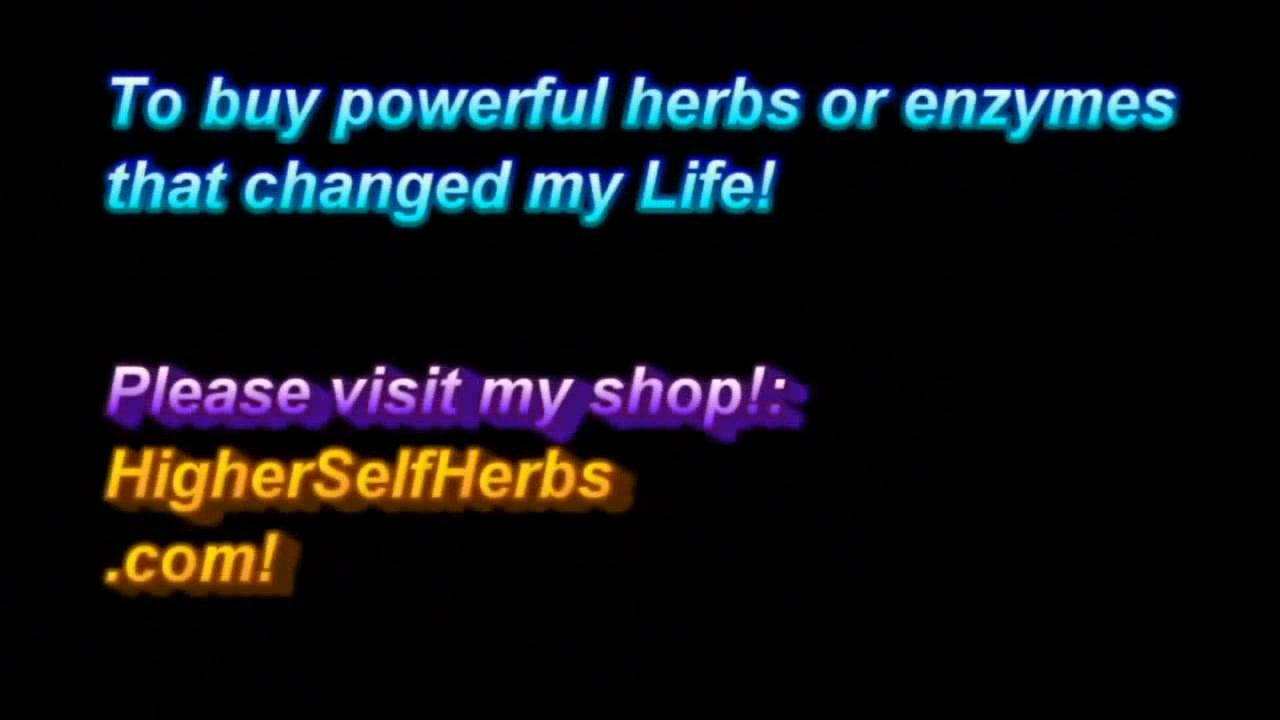 To buy powerful herbs or enzymes
that changed my Life!
Please visit my shop!:
HigherSelfHerbs
.com!